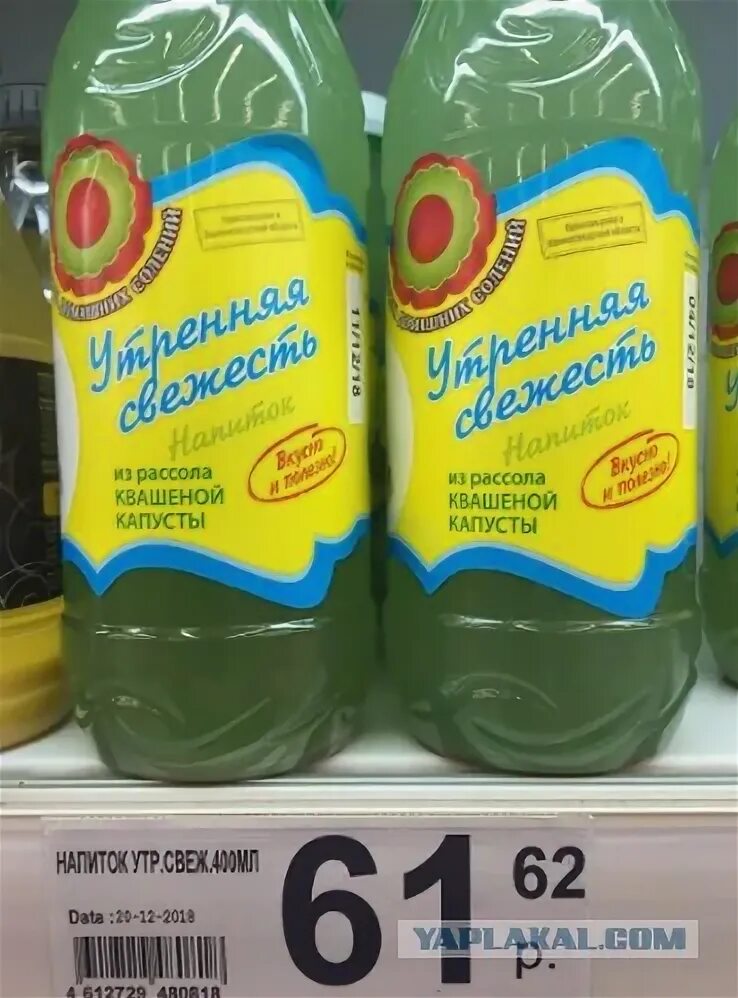 ДОМАШНИХ СОЛЕНИЙ
Утренняя
свежесть
Напиток
из рассола
КВАШЕНОЙ
КАПУСТЫ
Вкусно
и полезно!
11/12/18
ДОМАШНИХ СОЛЕНИЙ
Утренняя
свежесть
Напиток
из рассола
КВАШЕНОЙ
КАПУСТЫ
Вкусно
и полезно!
04/12/18
НАПИТОК УТР.СВЕЖ.400МЛ
Data :20-12-2018
4 612729 480818
61 62
р.
YAPLAKAL.COM